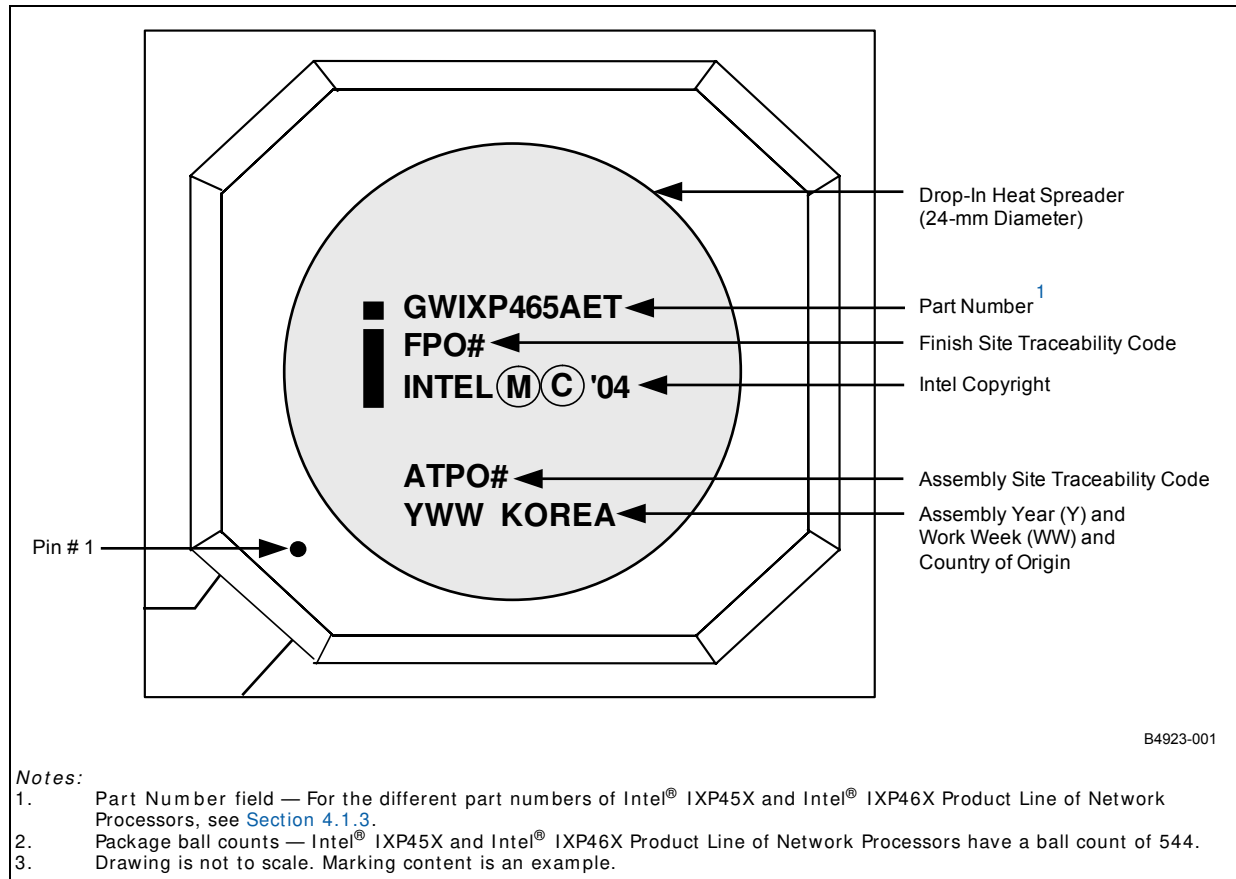 GWIXP465AET
FPO#
INTEL M C '04
ATPO#
YWW KOREA
Pin # 1
Drop-In Heat Spreader
(24-mm Diameter)
Part Number 1
Finish Site Traceability Code
Intel Copyright
Assembly Site Traceability Code
Assembly Year (Y) and
Work Week (WW) and
Country of Origin
B4923-001
Notes:
1. Part Number field — For the different part numbers of Intel® IXP45X and Intel® IXP46X Product Line of Network
Processors, see Section 4.1.3.
2. Package ball counts — Intel® IXP45X and Intel® IXP46X Product Line of Network Processors have a ball count of 544.
3. Drawing is not to scale. Marking content is an example.